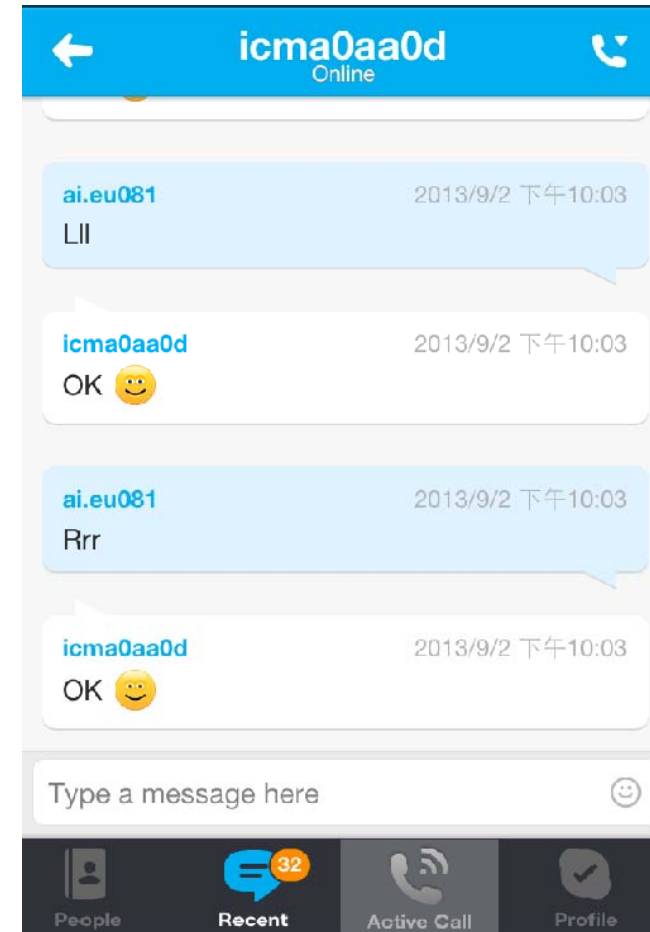 icma0aa0d
Online
ai.eu081 2013/9/2 下午10:03
Lll
icma0aa0d 2013/9/2 下午10:03
OK
ai.eu081 2013/9/2 下午10:03
Rrr
icma0aa0d 2013/9/2 下午10:03
OK
Type a message here
32
People Recent Active Call Profile